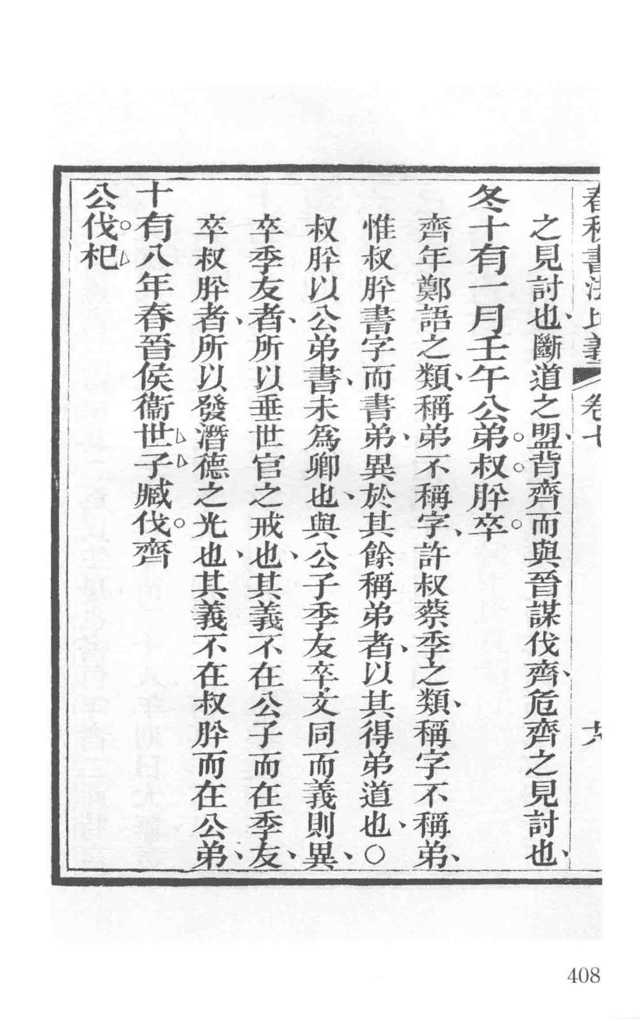 春秋書法比義 卷七 十八
之見討也、斷道之盟、背齊而與晉謀伐齊、危齊之見討也、
冬十有一月壬午公弟叔肸卒
齊年鄭語之類、稱弟不稱字、許叔蔡季之類、稱字不稱弟、
惟叔肸書字而書弟、異於其餘稱弟者、以其得弟道也、○
叔肸以公弟書、未爲卿也、與公子季友卒文同而義則異、
卒季友者、所以垂世官之戒也、其義不在公子而在季友、
卒叔肸者、所以發潛德之光也、其義不在叔肸而在公弟、
十有八年春晉侯衞世子臧伐齊
公伐杞
408